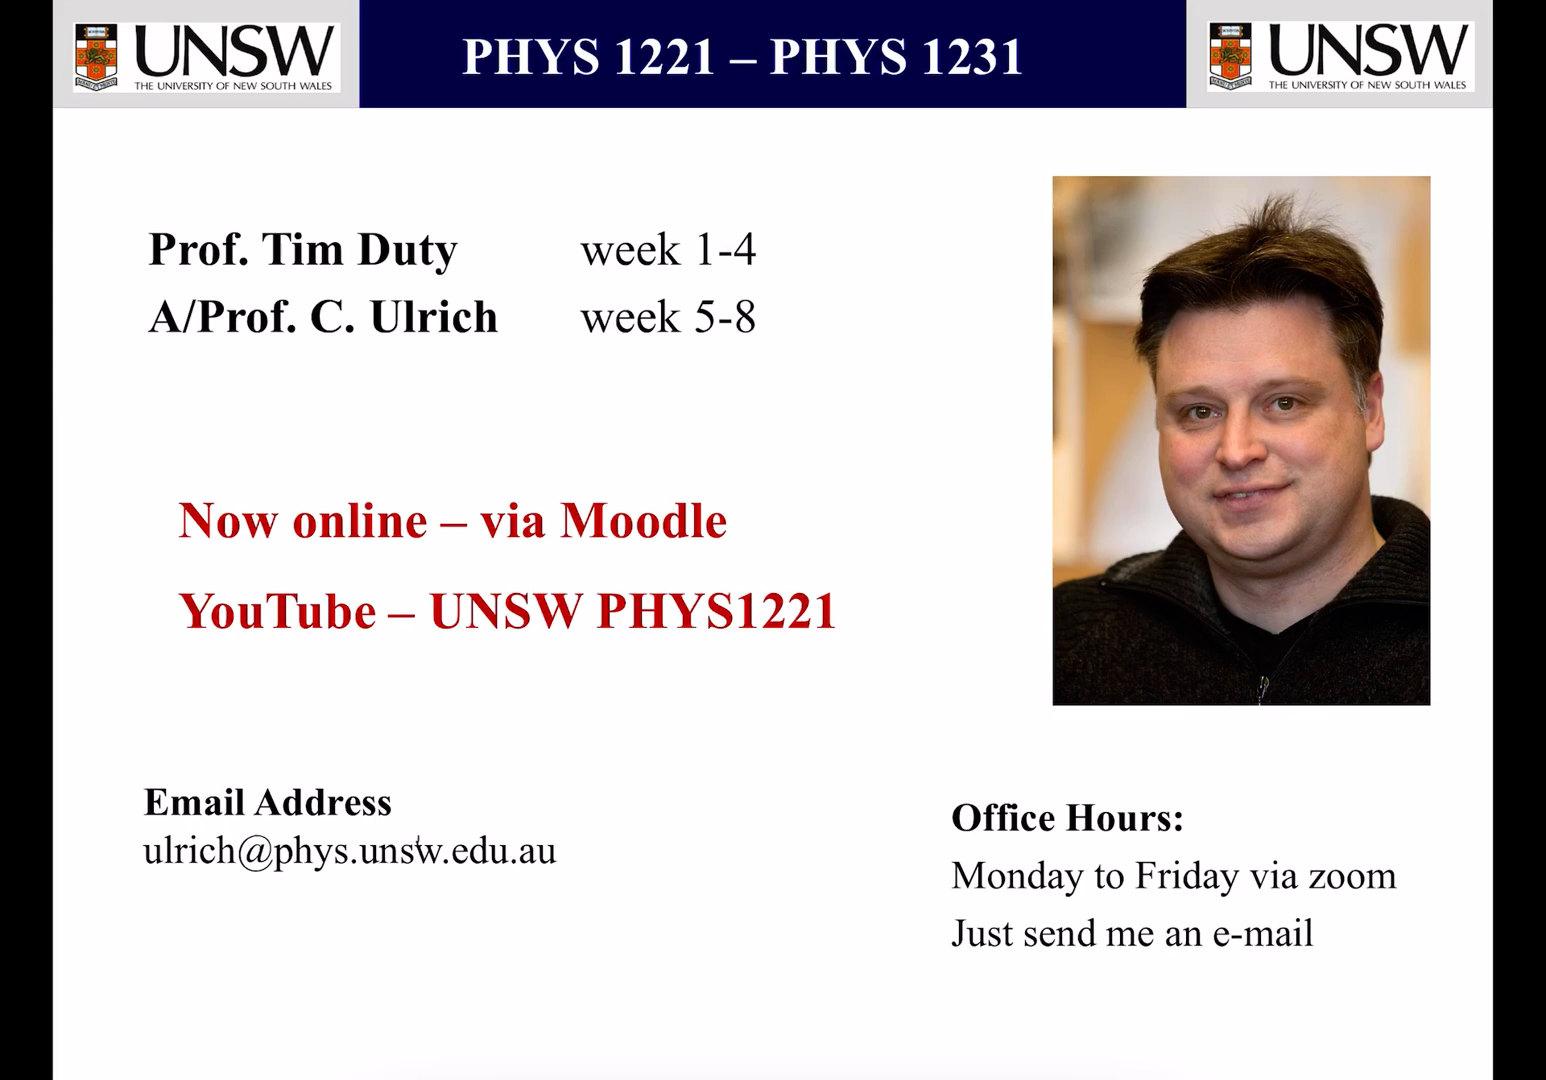 UNSW
THE UNIVERSITY OF NEW SOUTH WALES
PHYS 1221 – PHYS 1231
UNSW
THE UNIVERSITY OF NEW SOUTH WALES
Prof. Tim Duty week 1-4
A/Prof. C. Ulrich week 5-8
Now online – via Moodle
YouTube – UNSW PHYS1221
Email Address
ulrich@phys.unsw.edu.au
Office Hours:
Monday to Friday via zoom
Just send me an e-mail